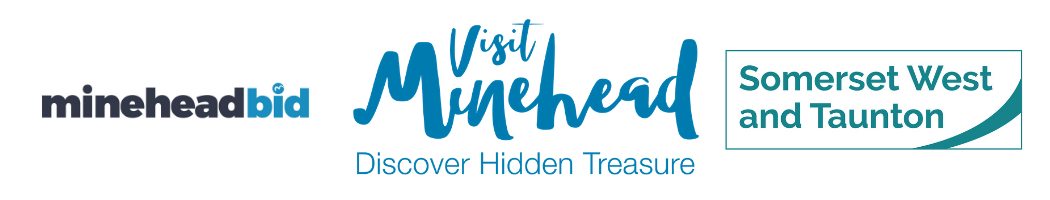 mineheadbid
Visit
Minehead
Discover Hidden Treasure
Somerset West
and Taunton